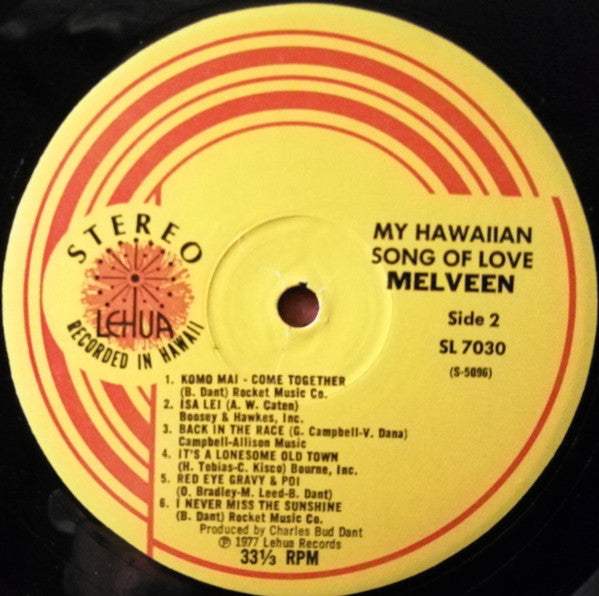 STEREO
LEHUA
RECORDED IN HAWAII
MY HAWAIIAN
SONG OF LOVE
MELVEEN
Side 2
SL 7030
(S-5096)
1. KOMO MAI - COME TOGETHER
(B. Dant) Rocket Music Co.
2. ISA LEI (A. W. Caten)
Boosey & Hawkes, Inc.
3. BACK IN THE RACE (G. Campbell-V. Dana)
Campbell-Allison Music
4. IT'S A LONESOME OLD TOWN
(H. Tobias-C. Kisco) Bourne, Inc.
5. RED EYE GRAVY & POI
(O. Bradley-M. Leed-B. Dant)
6. I NEVER MISS THE SUNSHINE
(B. Dant) Rocket Music Co.
Produced by Charles Bud Dant
℗ 1977 Lehua Records
33⅓ RPM